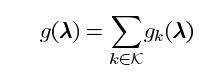 g(𝝀) = ∑_{k∈𝒦} g_k(𝝀)